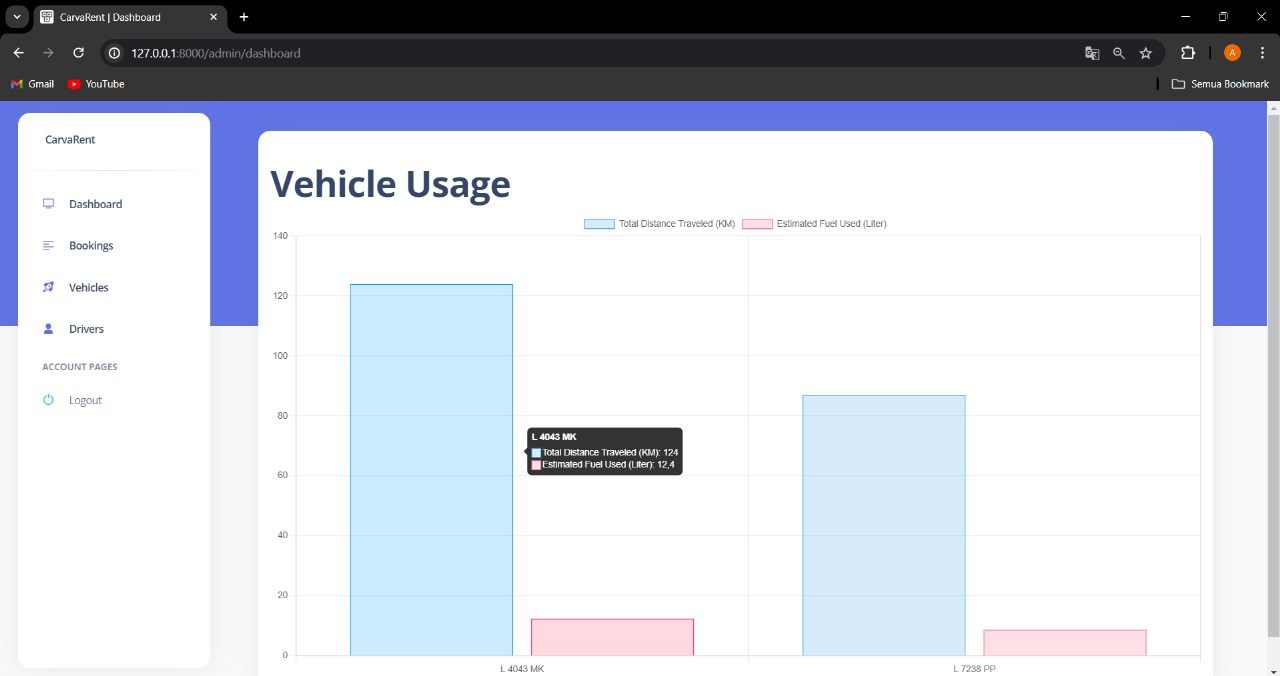 CarvaRent | Dashboard
127.0.0.1:8000/admin/dashboard
A
Gmail
YouTube
Semua Bookmark
CarvaRent
Dashboard
Bookings
Vehicles
Drivers
ACCOUNT PAGES
Logout
Vehicle Usage
Total Distance Traveled (KM)
Estimated Fuel Used (Liter)
140
120
100
80
60
40
20
0
L 4043 MK
Total Distance Traveled (KM): 124
Estimated Fuel Used (Liter): 12,4
L 4043 MK
L 7238 PP